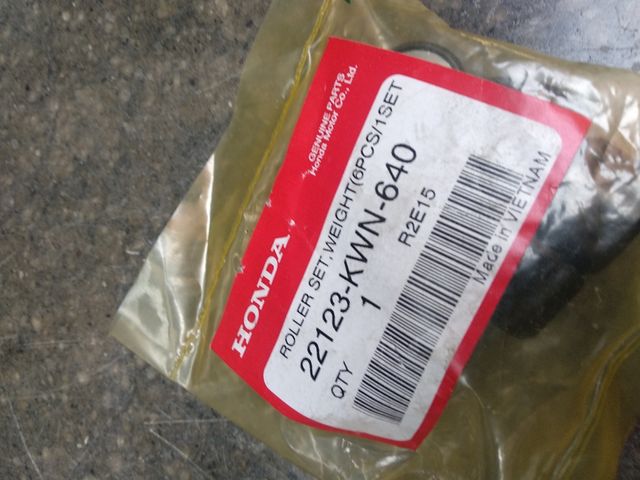 GENUINE PARTS
Honda Motor Co., Ltd.
HONDA
ROLLER SET,WEIGHT(6PCS/1SET
22123-KWN-640
R2E15
QTY 1
Made in VIETNAM